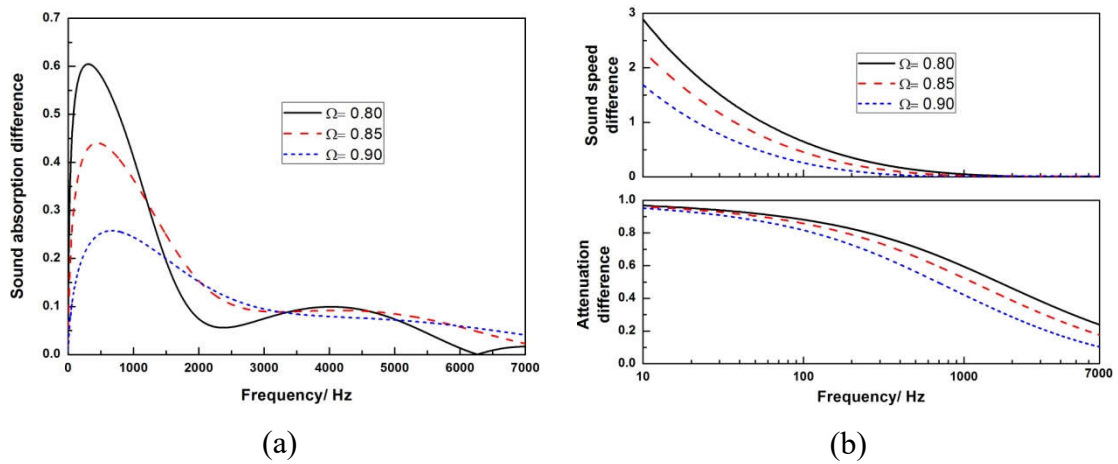 0.7
0.6
0.5
0.4
0.3
0.2
0.1
0.0
Sound absorption difference
Ω= 0.80
Ω= 0.85
Ω= 0.90
0 1000 2000 3000 4000 5000 6000 7000
Frequency/ Hz
(a)
3
2
1
0
Sound speed
difference
Ω= 0.80
Ω= 0.85
Ω= 0.90
1.0
0.8
0.6
0.4
0.2
0.0
Attenuation
difference
10 100 1000 7000
Frequency/ Hz
(b)